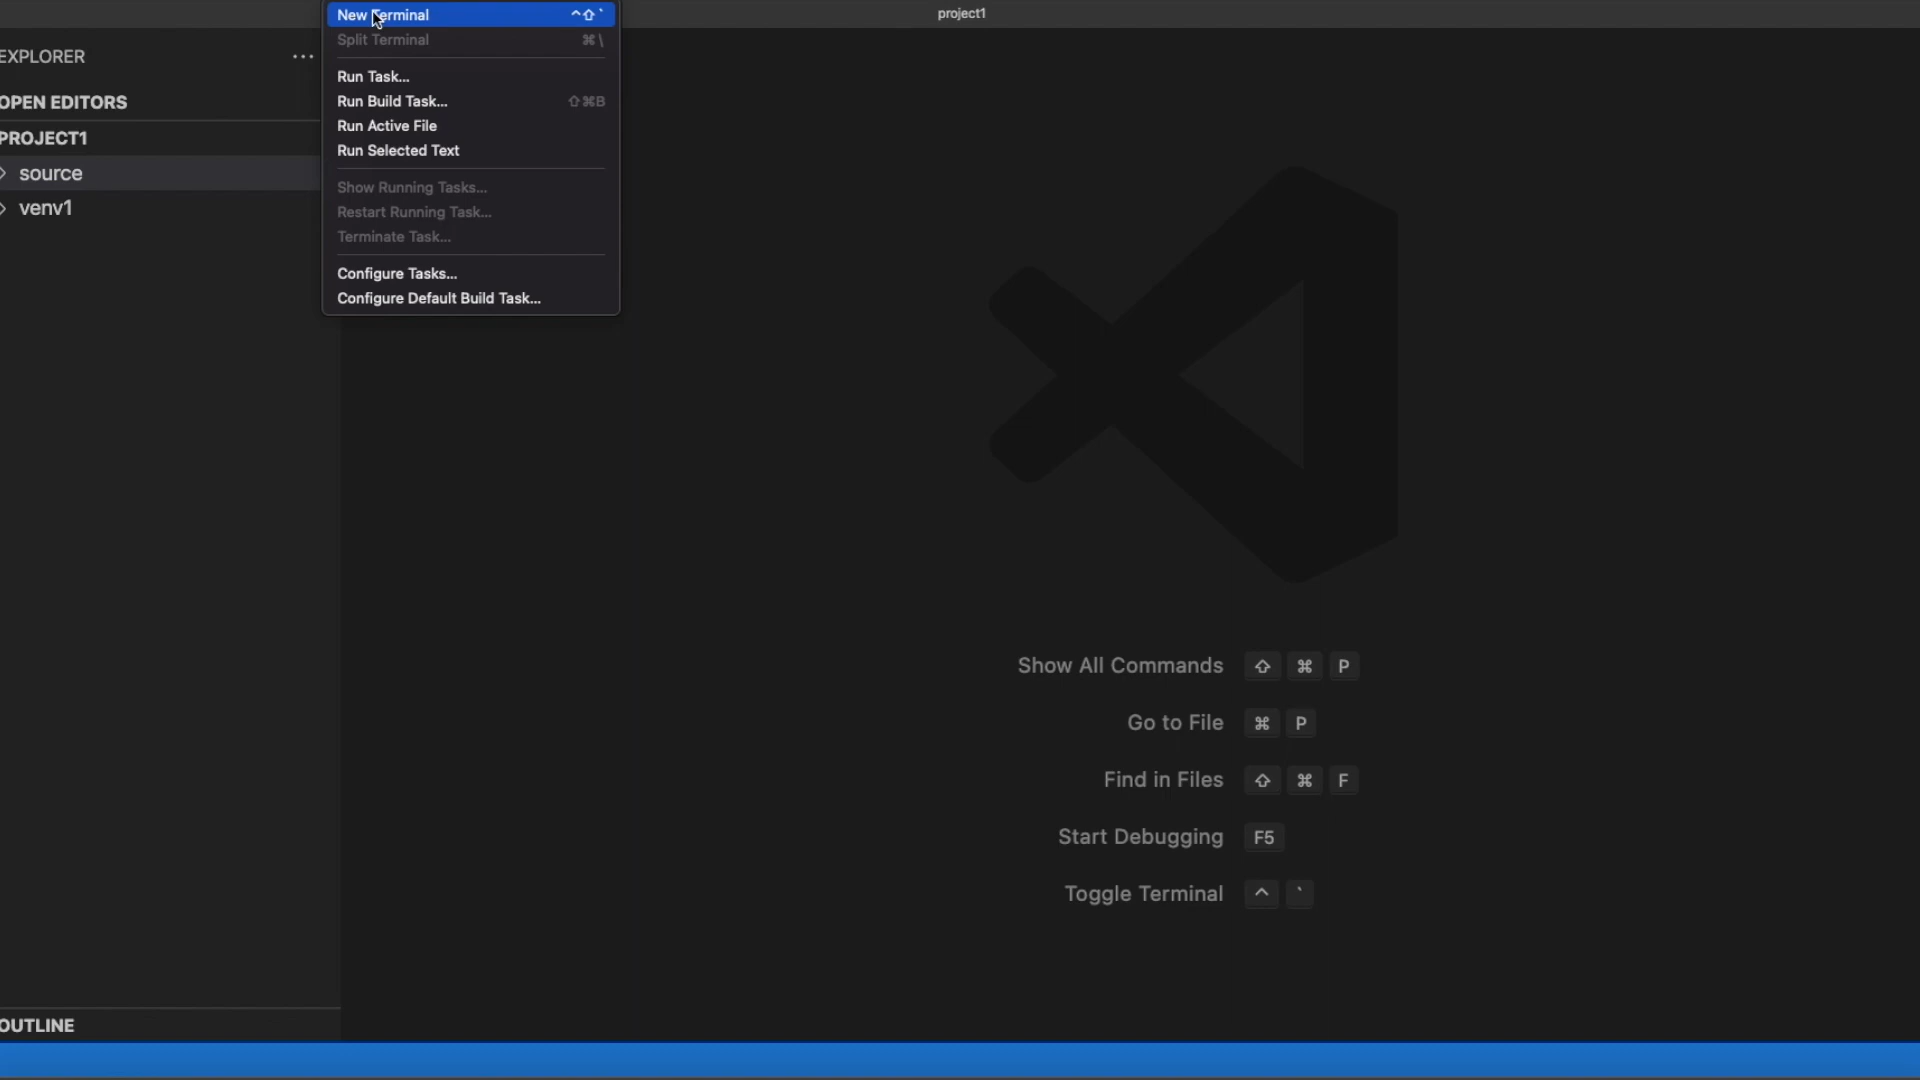 project1
New Terminal ^⇧`
Split Terminal ⌘\
Run Task...
Run Build Task... ⇧⌘B
Run Active File
Run Selected Text
Show Running Tasks...
Restart Running Task...
Terminate Task...
Configure Tasks...
Configure Default Build Task...
EXPLORER ...
OPEN EDITORS
PROJECT1
> source
> venv1
OUTLINE
Show All Commands ⇧ ⌘ P
Go to File ⌘ P
Find in Files ⇧ ⌘ F
Start Debugging F5
Toggle Terminal ^ `